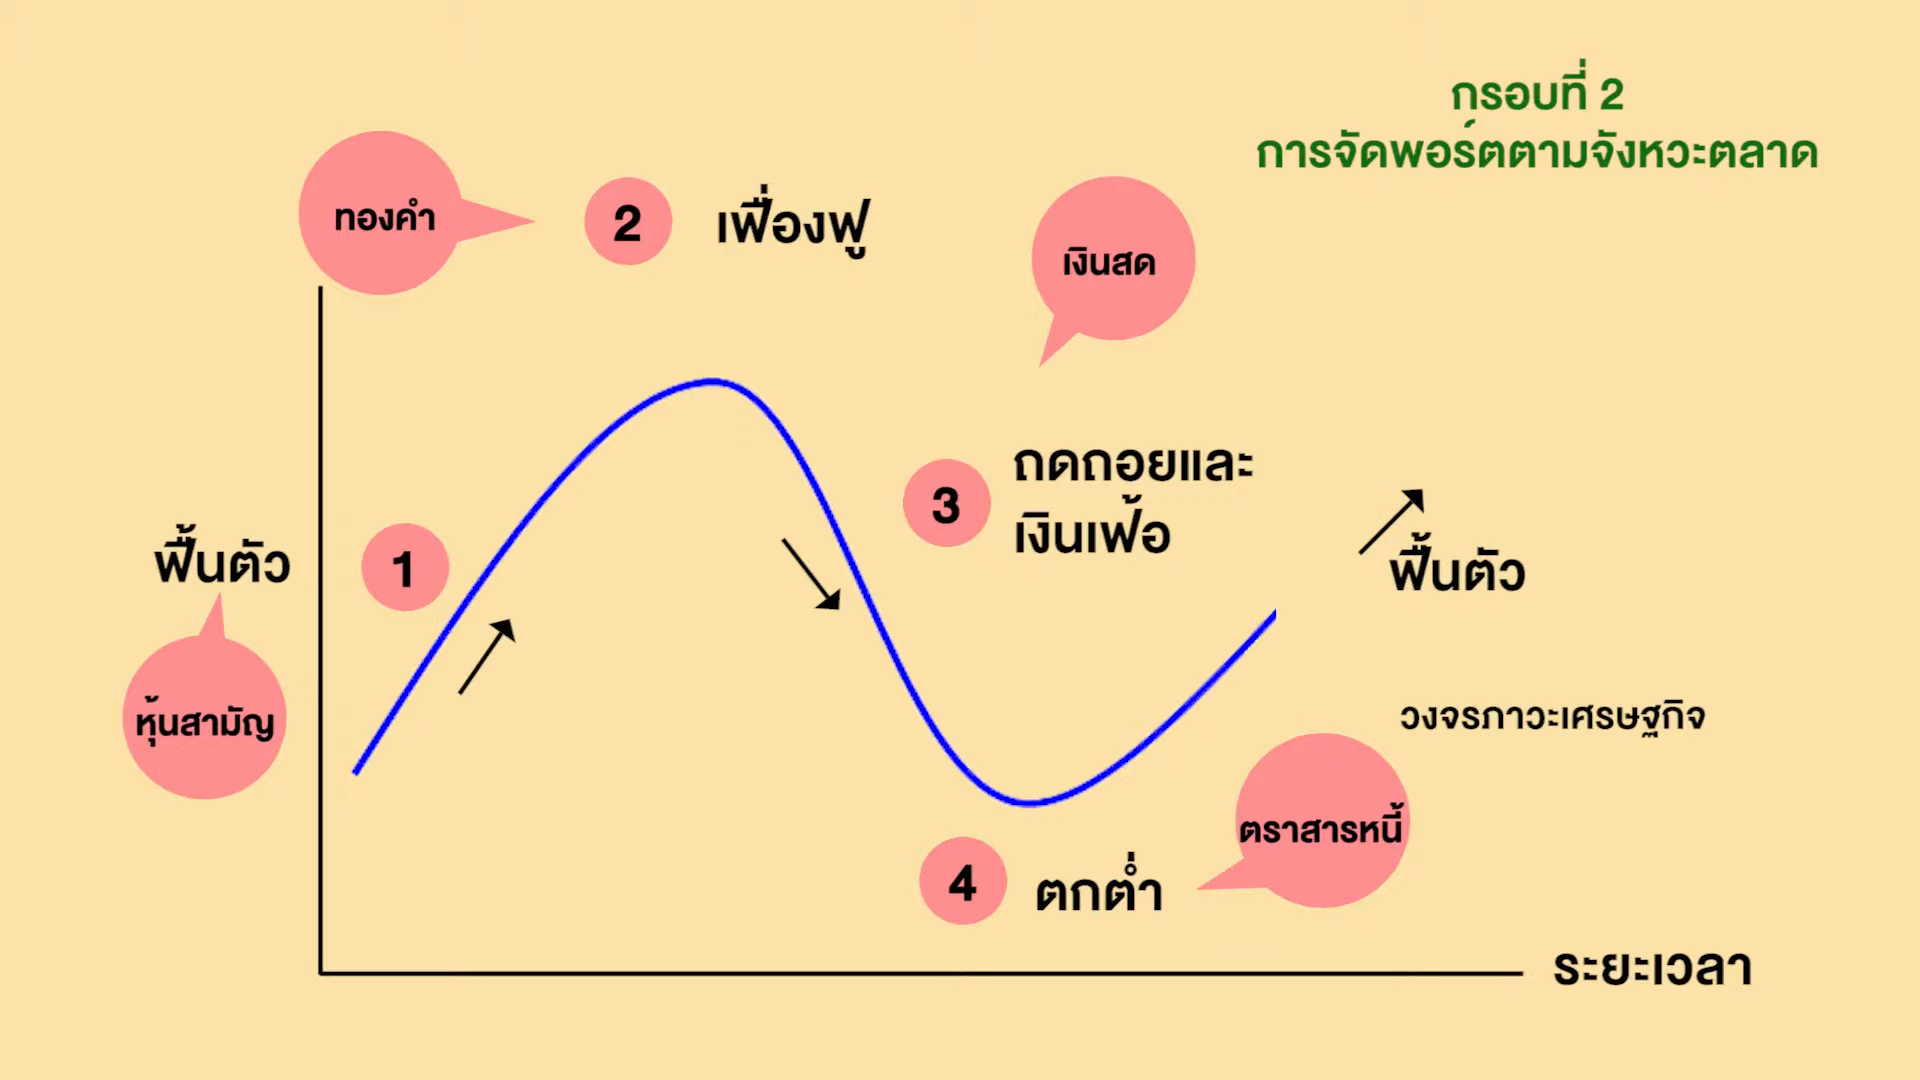 กรอบที่ 2
การจัดพอร์ตตามจังหวะตลาด
ทองคำ
2
เฟื่องฟู
เงินสด
3
ถดถอยและ
เงินเฟ้อ
ฟื้นตัว
1
หุ้นสามัญ
ฟื้นตัว
วงจรภาวะเศรษฐกิจ
ตราสารหนี้
4
ตกต่ำ
ระยะเวลา